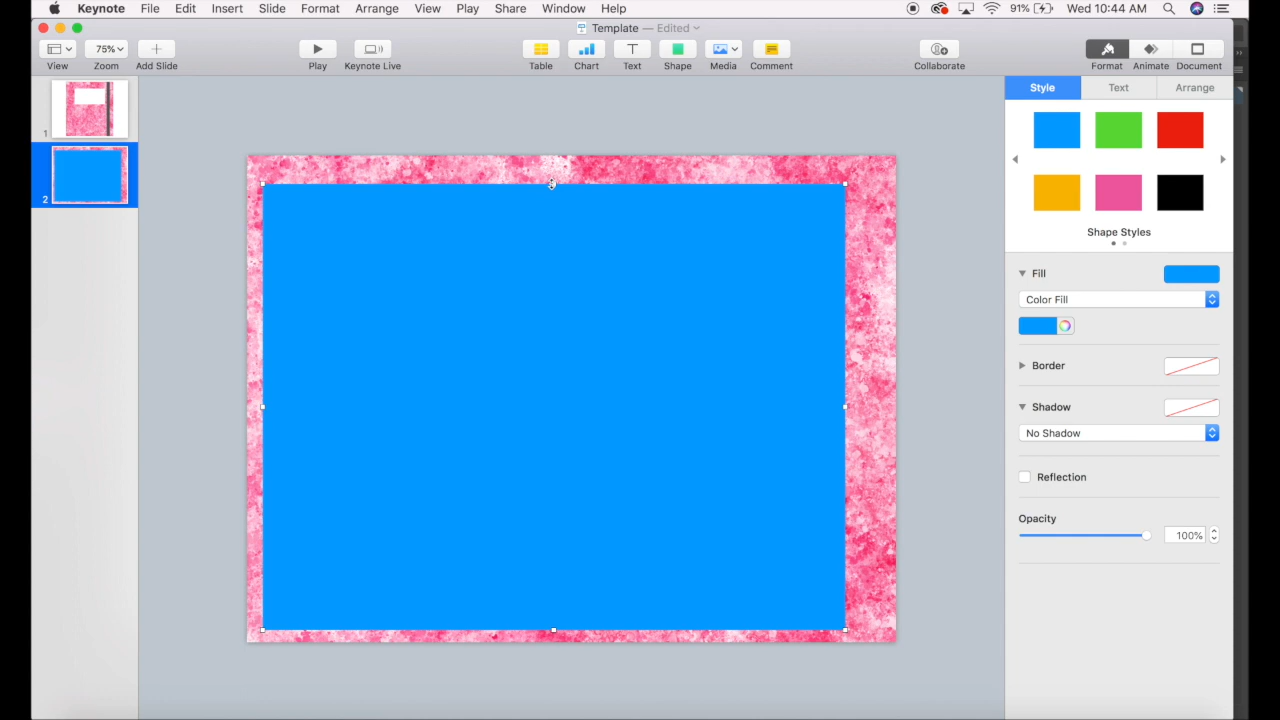 Keynote File Edit Insert Slide Format Arrange View Play Share Window Help 91% Wed 10:44 AM
Template — Edited
75%
View Zoom Add Slide Play Keynote Live Table Chart Text Shape Media Comment Collaborate Format Animate Document
Style Text Arrange
1
2
Shape Styles
Fill
Color Fill
Border
Shadow
No Shadow
Reflection
Opacity
100%